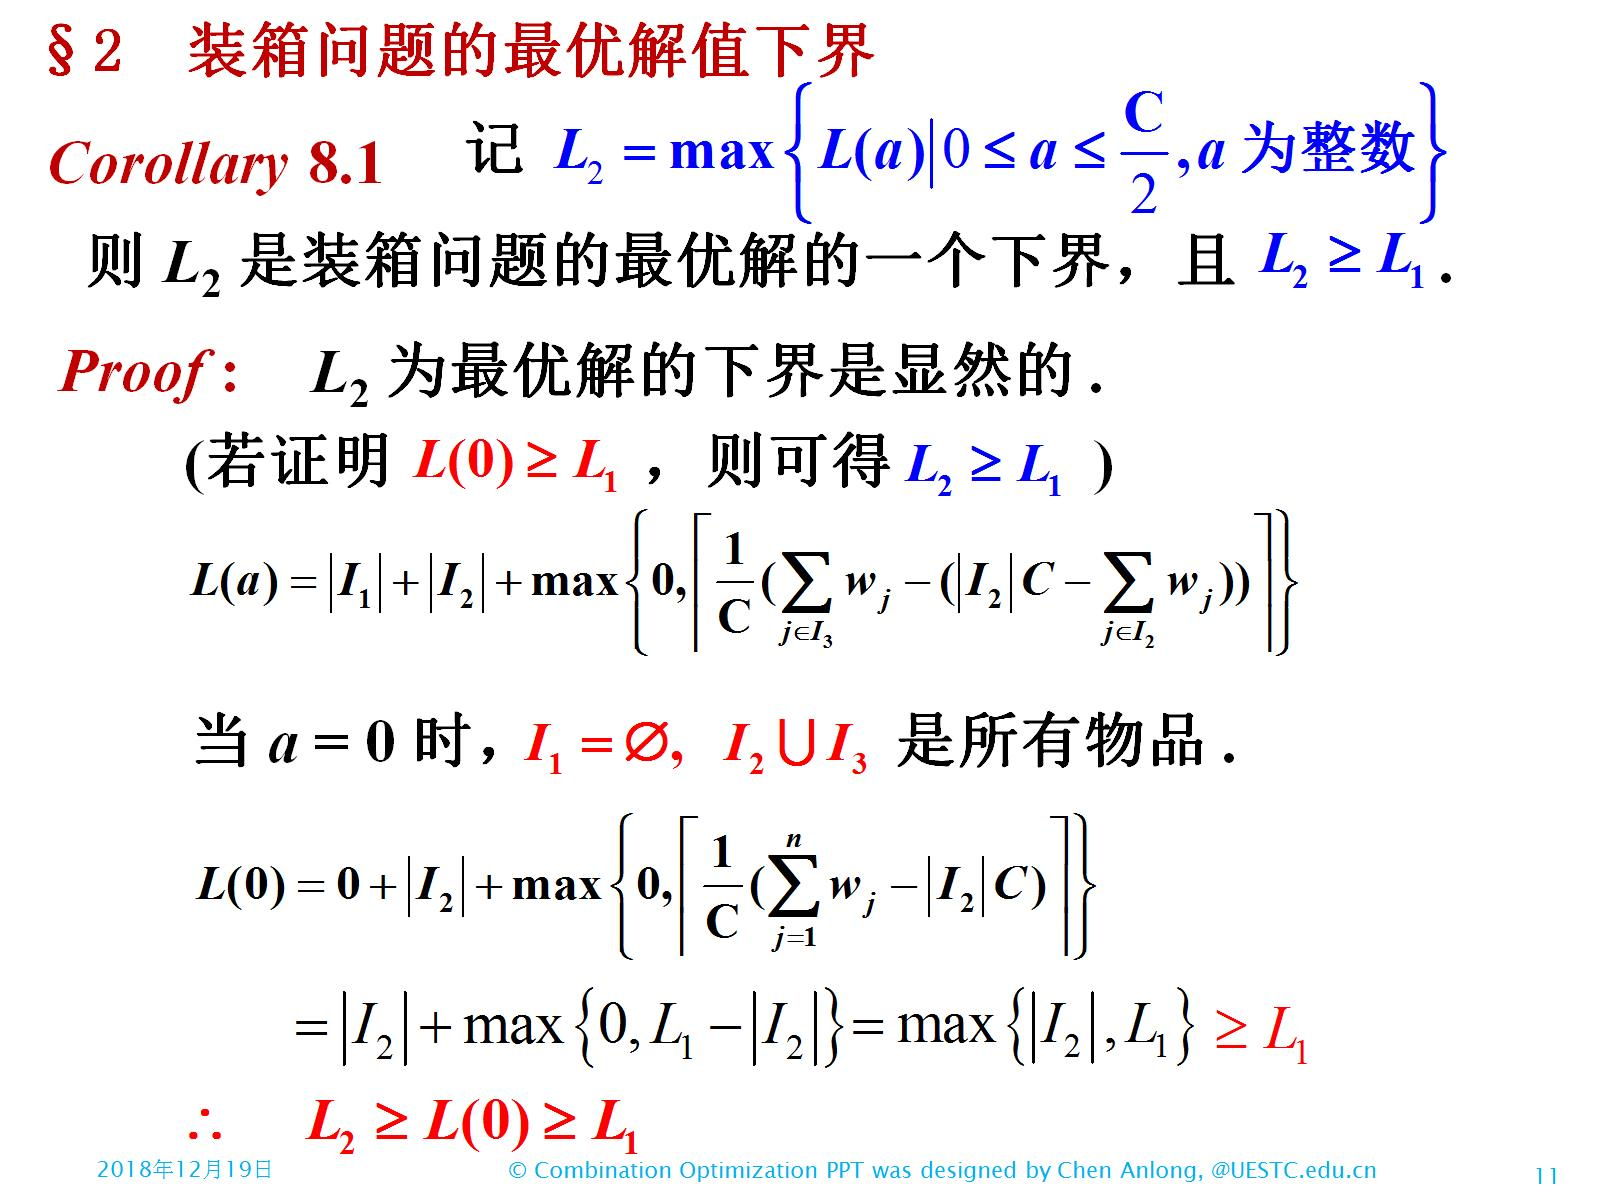 §2 装箱问题的最优解值下界
Corollary 8.1 记 L₂ = max{ L(a) | 0 ≤ a ≤ C/2 , a 为整数 }
则 L₂ 是装箱问题的最优解的一个下界，且 L₂ ≥ L₁ .
Proof : L₂ 为最优解的下界是显然的 .
(若证明 L(0) ≥ L₁ ，则可得 L₂ ≥ L₁ )
L(a) = |I₁| + |I₂| + max{ 0, ⌈ 1/C ( ∑_{j∈I₃} w_j − ( |I₂| C − ∑_{j∈I₂} w_j )) ⌉ }
当 a = 0 时，I₁ = ∅, I₂ ⋃ I₃ 是所有物品 .
L(0) = 0 + |I₂| + max{ 0, ⌈ 1/C ( ∑_{j=1}^{n} w_j − |I₂| C ) ⌉ }
= |I₂| + max{ 0, L₁ − |I₂| } = max{ |I₂| , L₁ } ≥ L₁
∴ L₂ ≥ L(0) ≥ L₁
2018年12月19日 © Combination Optimization PPT was designed by Chen Anlong, @UESTC.edu.cn 11